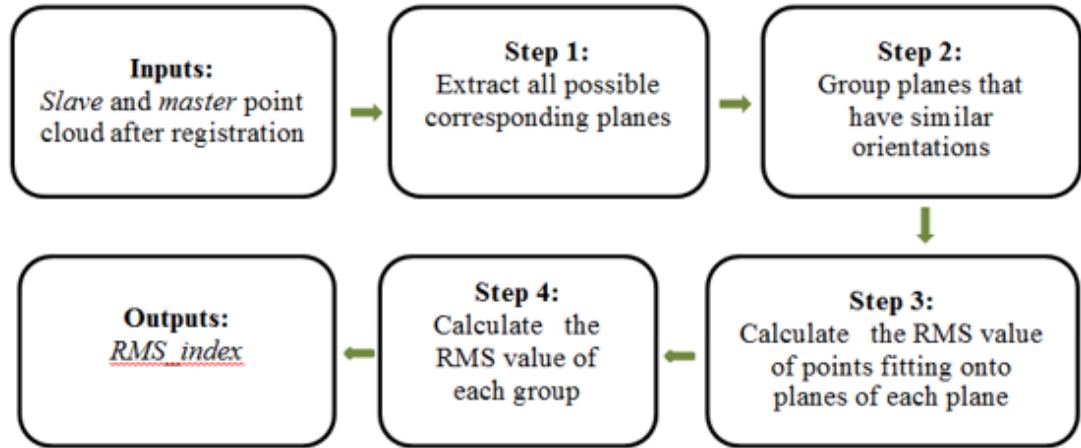 Inputs:
Slave and master point
cloud after registration
Step 1:
Extract all possible
corresponding planes
Step 2:
Group planes that
have similar
orientations
Step 3:
Calculate the RMS value
of points fitting onto
planes of each plane
Step 4:
Calculate the
RMS value of
each group
Outputs:
RMS_index